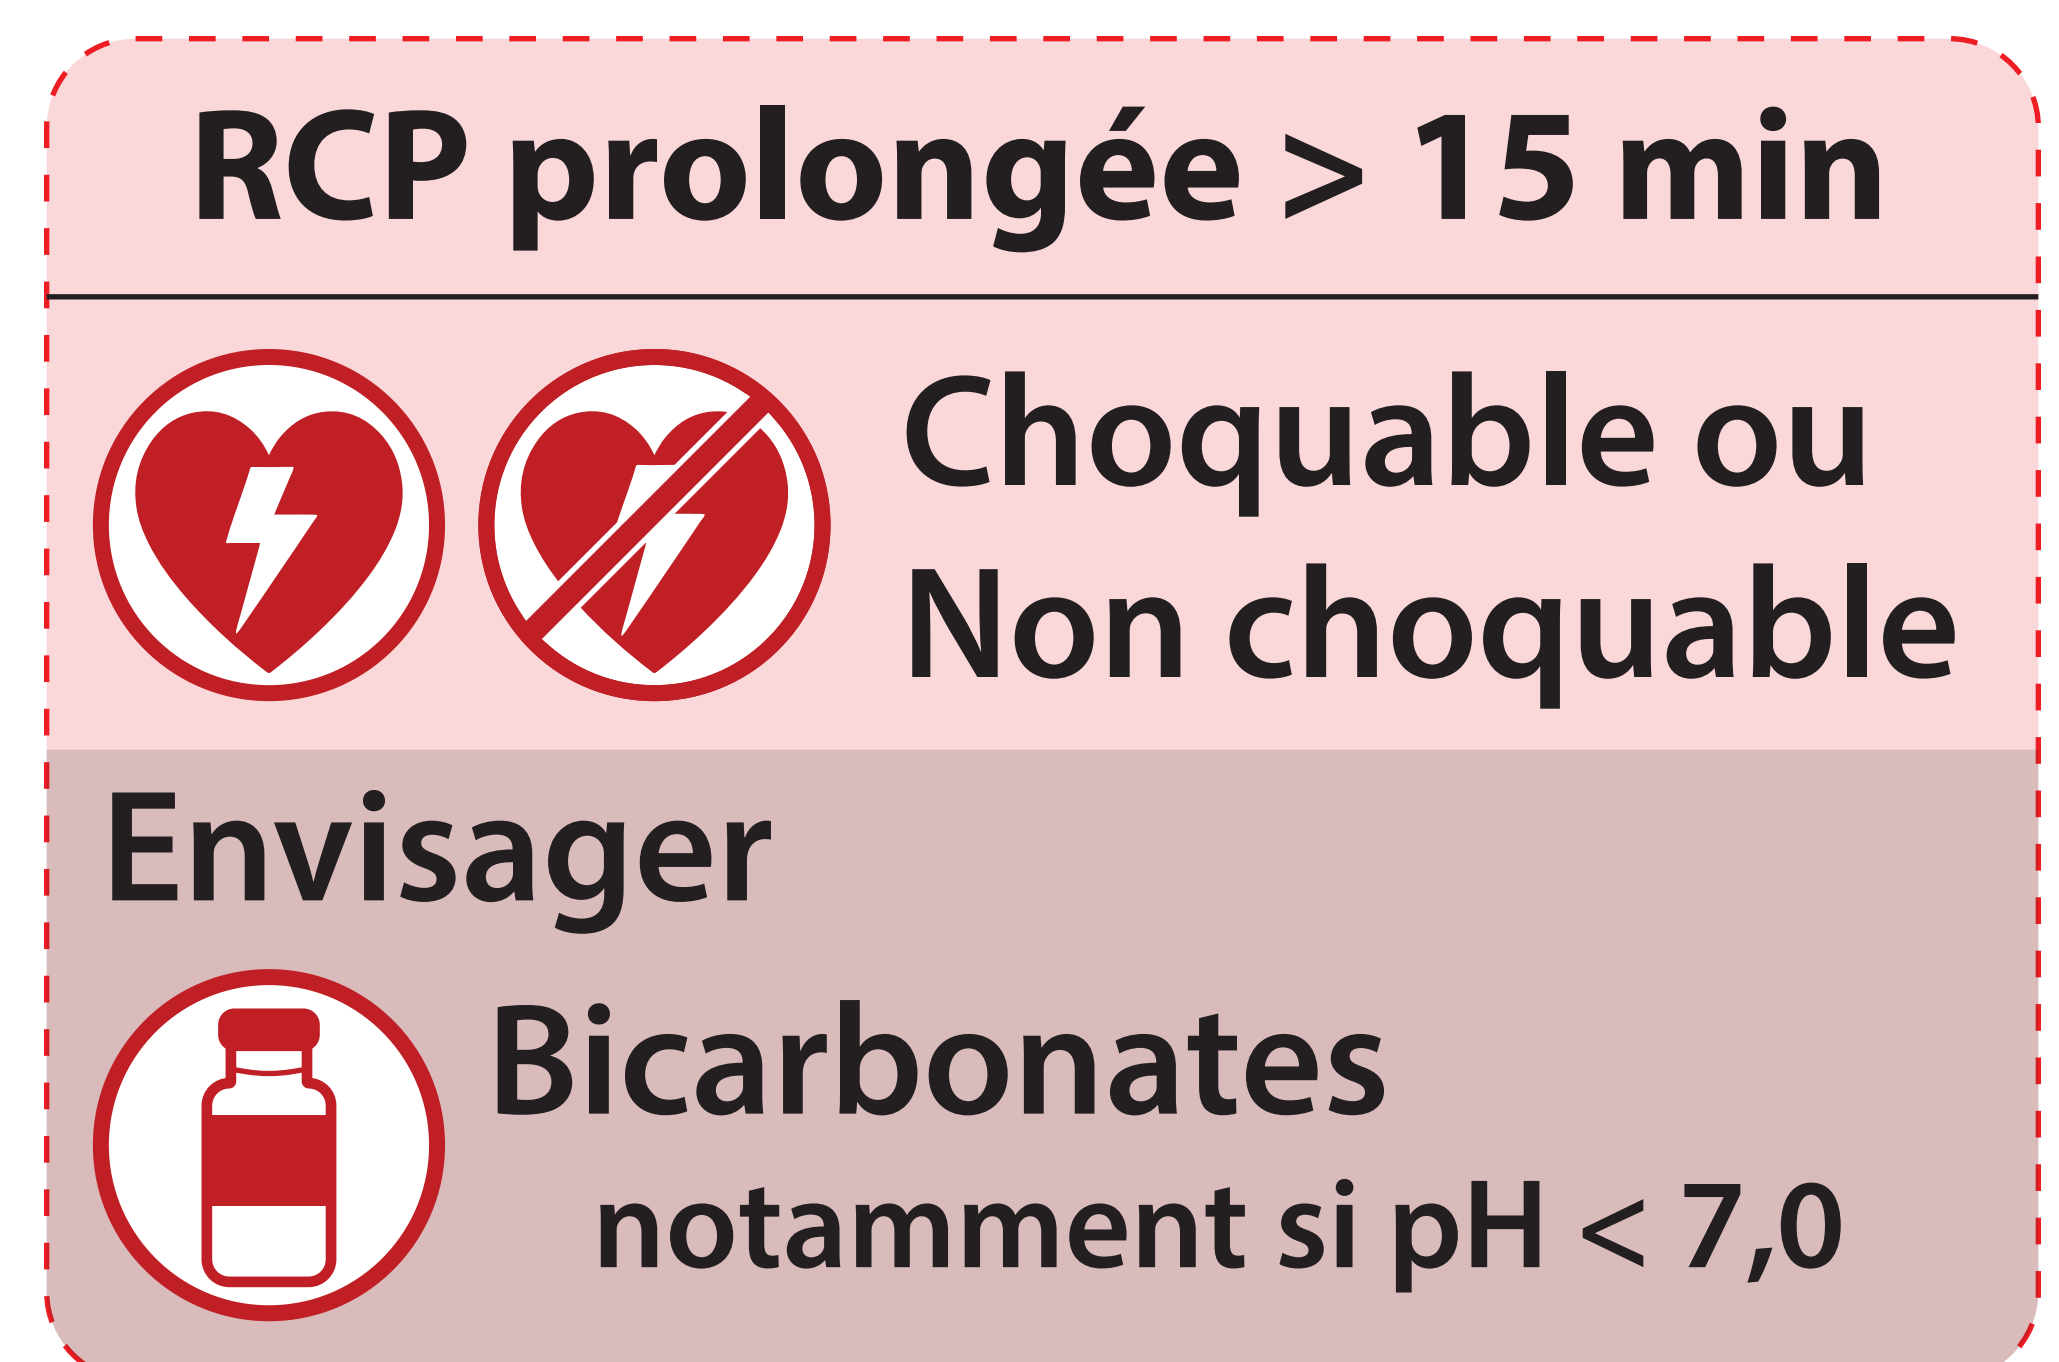 RCP prolongée > 15 min
Choquable ou
Non choquable
Envisager
Bicarbonates
notamment si pH < 7,0